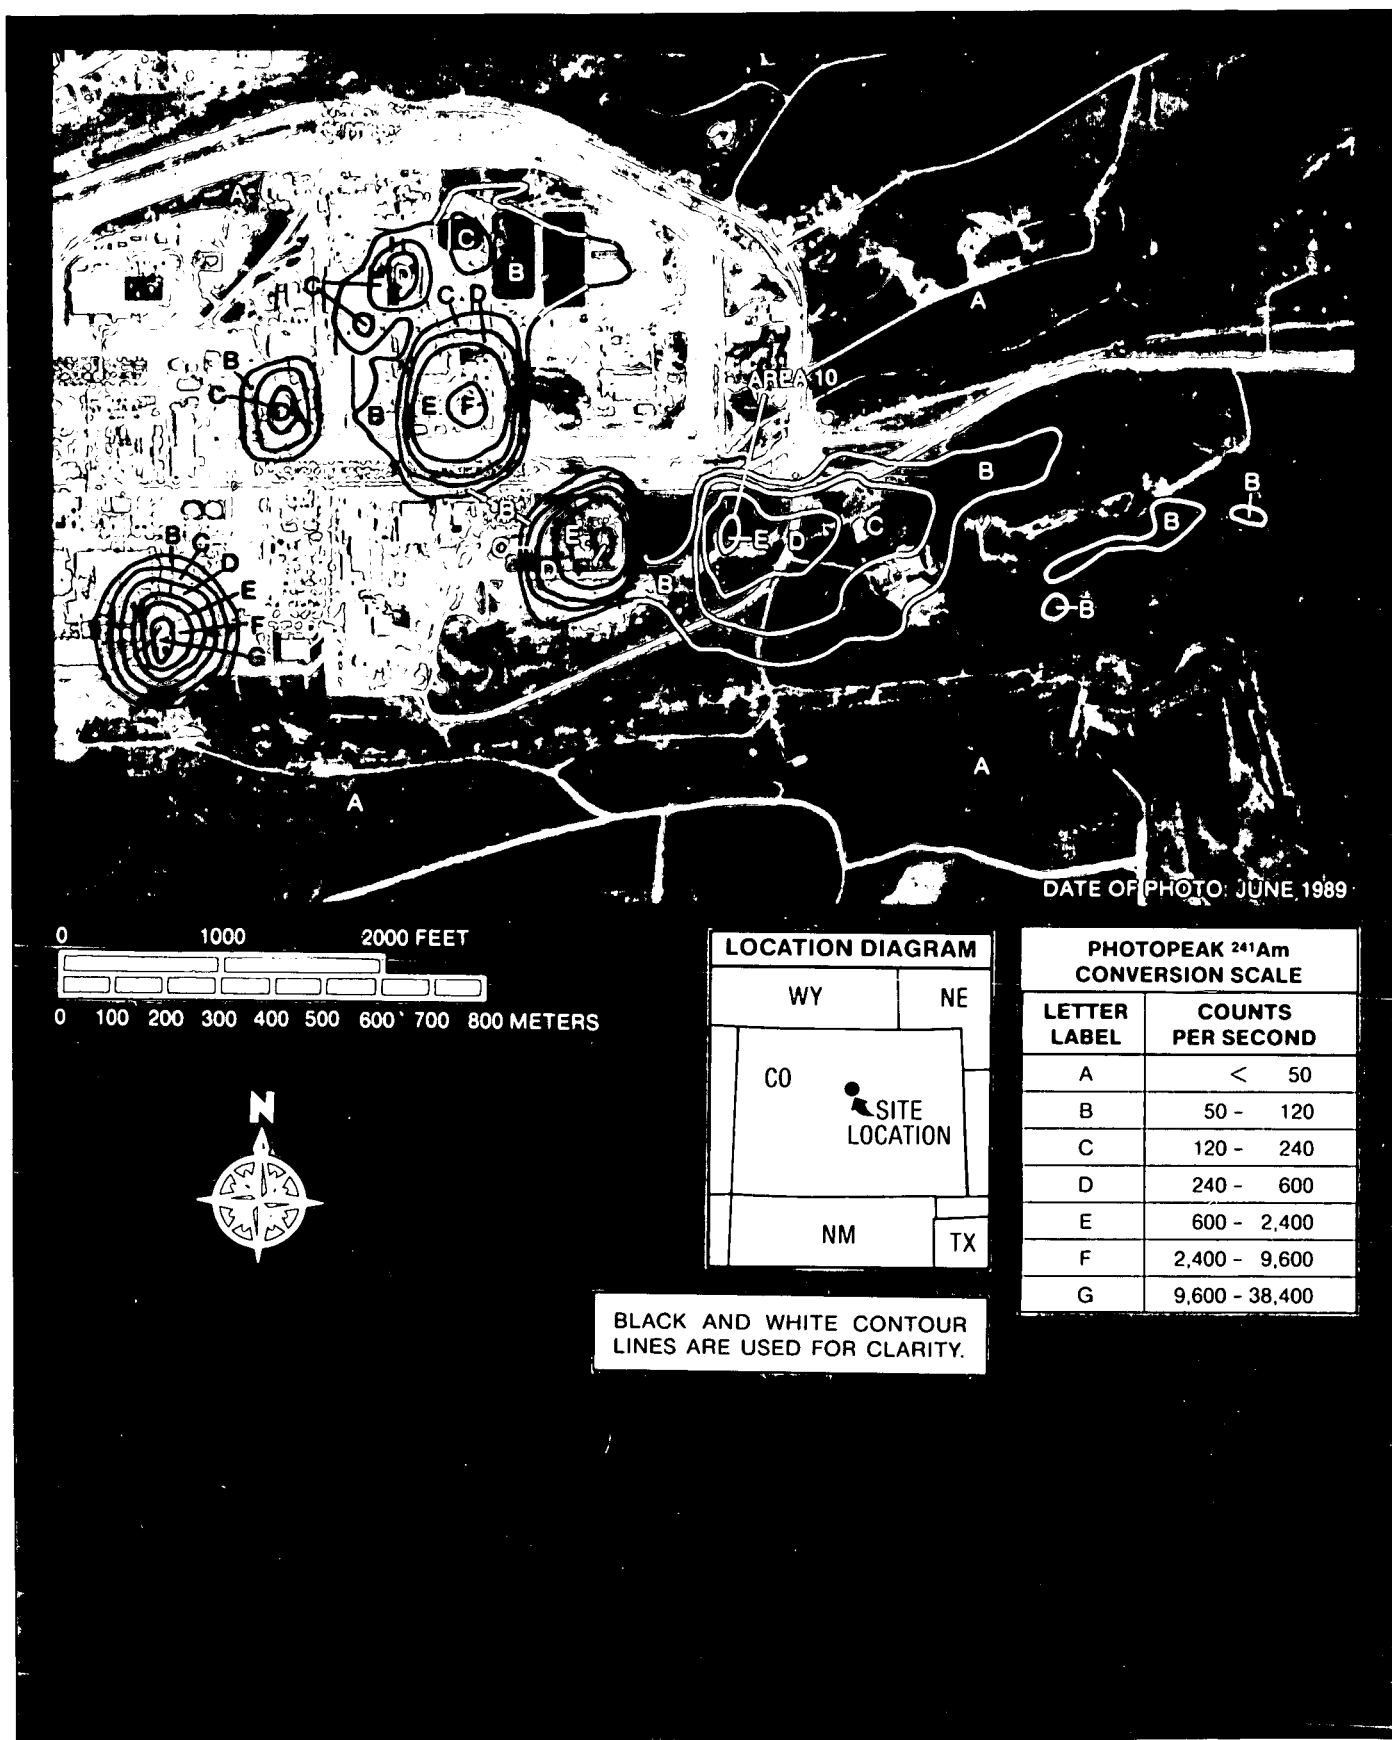 A
C
B
C
D
C
D
A
AREA 10
B
C
D
B
E
F
B
B
B
C
D
E
F
G
B
E
D
B
E
D
C
B
B
A
A
DATE OF PHOTO: JUNE 1989
0 1000 2000 FEET
0 100 200 300 400 500 600 700 800 METERS
N
LOCATION DIAGRAM
WY NE
CO
SITE
LOCATION
NM TX
BLACK AND WHITE CONTOUR
LINES ARE USED FOR CLARITY.
PHOTOPEAK ²⁴¹Am
CONVERSION SCALE
LETTER LABEL COUNTS PER SECOND
A < 50
B 50 - 120
C 120 - 240
D 240 - 600
E 600 - 2,400
F 2,400 - 9,600
G 9,600 - 38,400